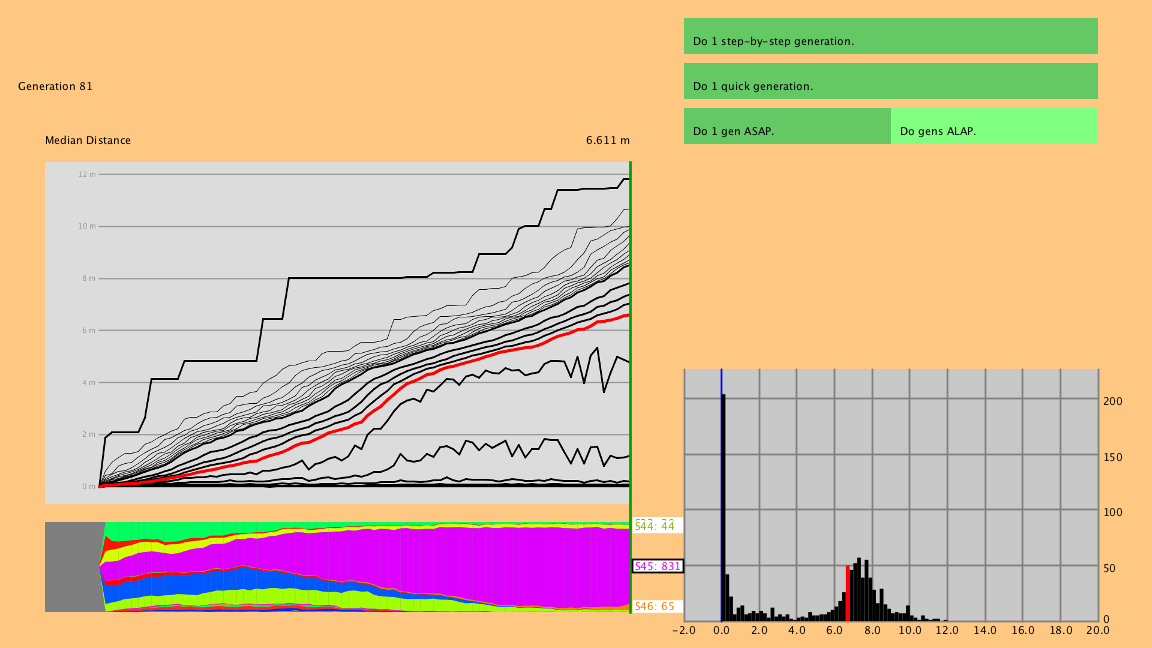 Do 1 step-by-step generation.
Generation 81
Do 1 quick generation.
Do 1 gen ASAP.
Do gens ALAP.
Median Distance
6.611 m
12 m
10 m
8 m
6 m
4 m
2 m
0 m
S44: 44
S45: 831
S46: 65
200
150
100
50
0
-2.0
0.0
2.0
4.0
6.0
8.0
10.0
12.0
14.0
16.0
18.0
20.0